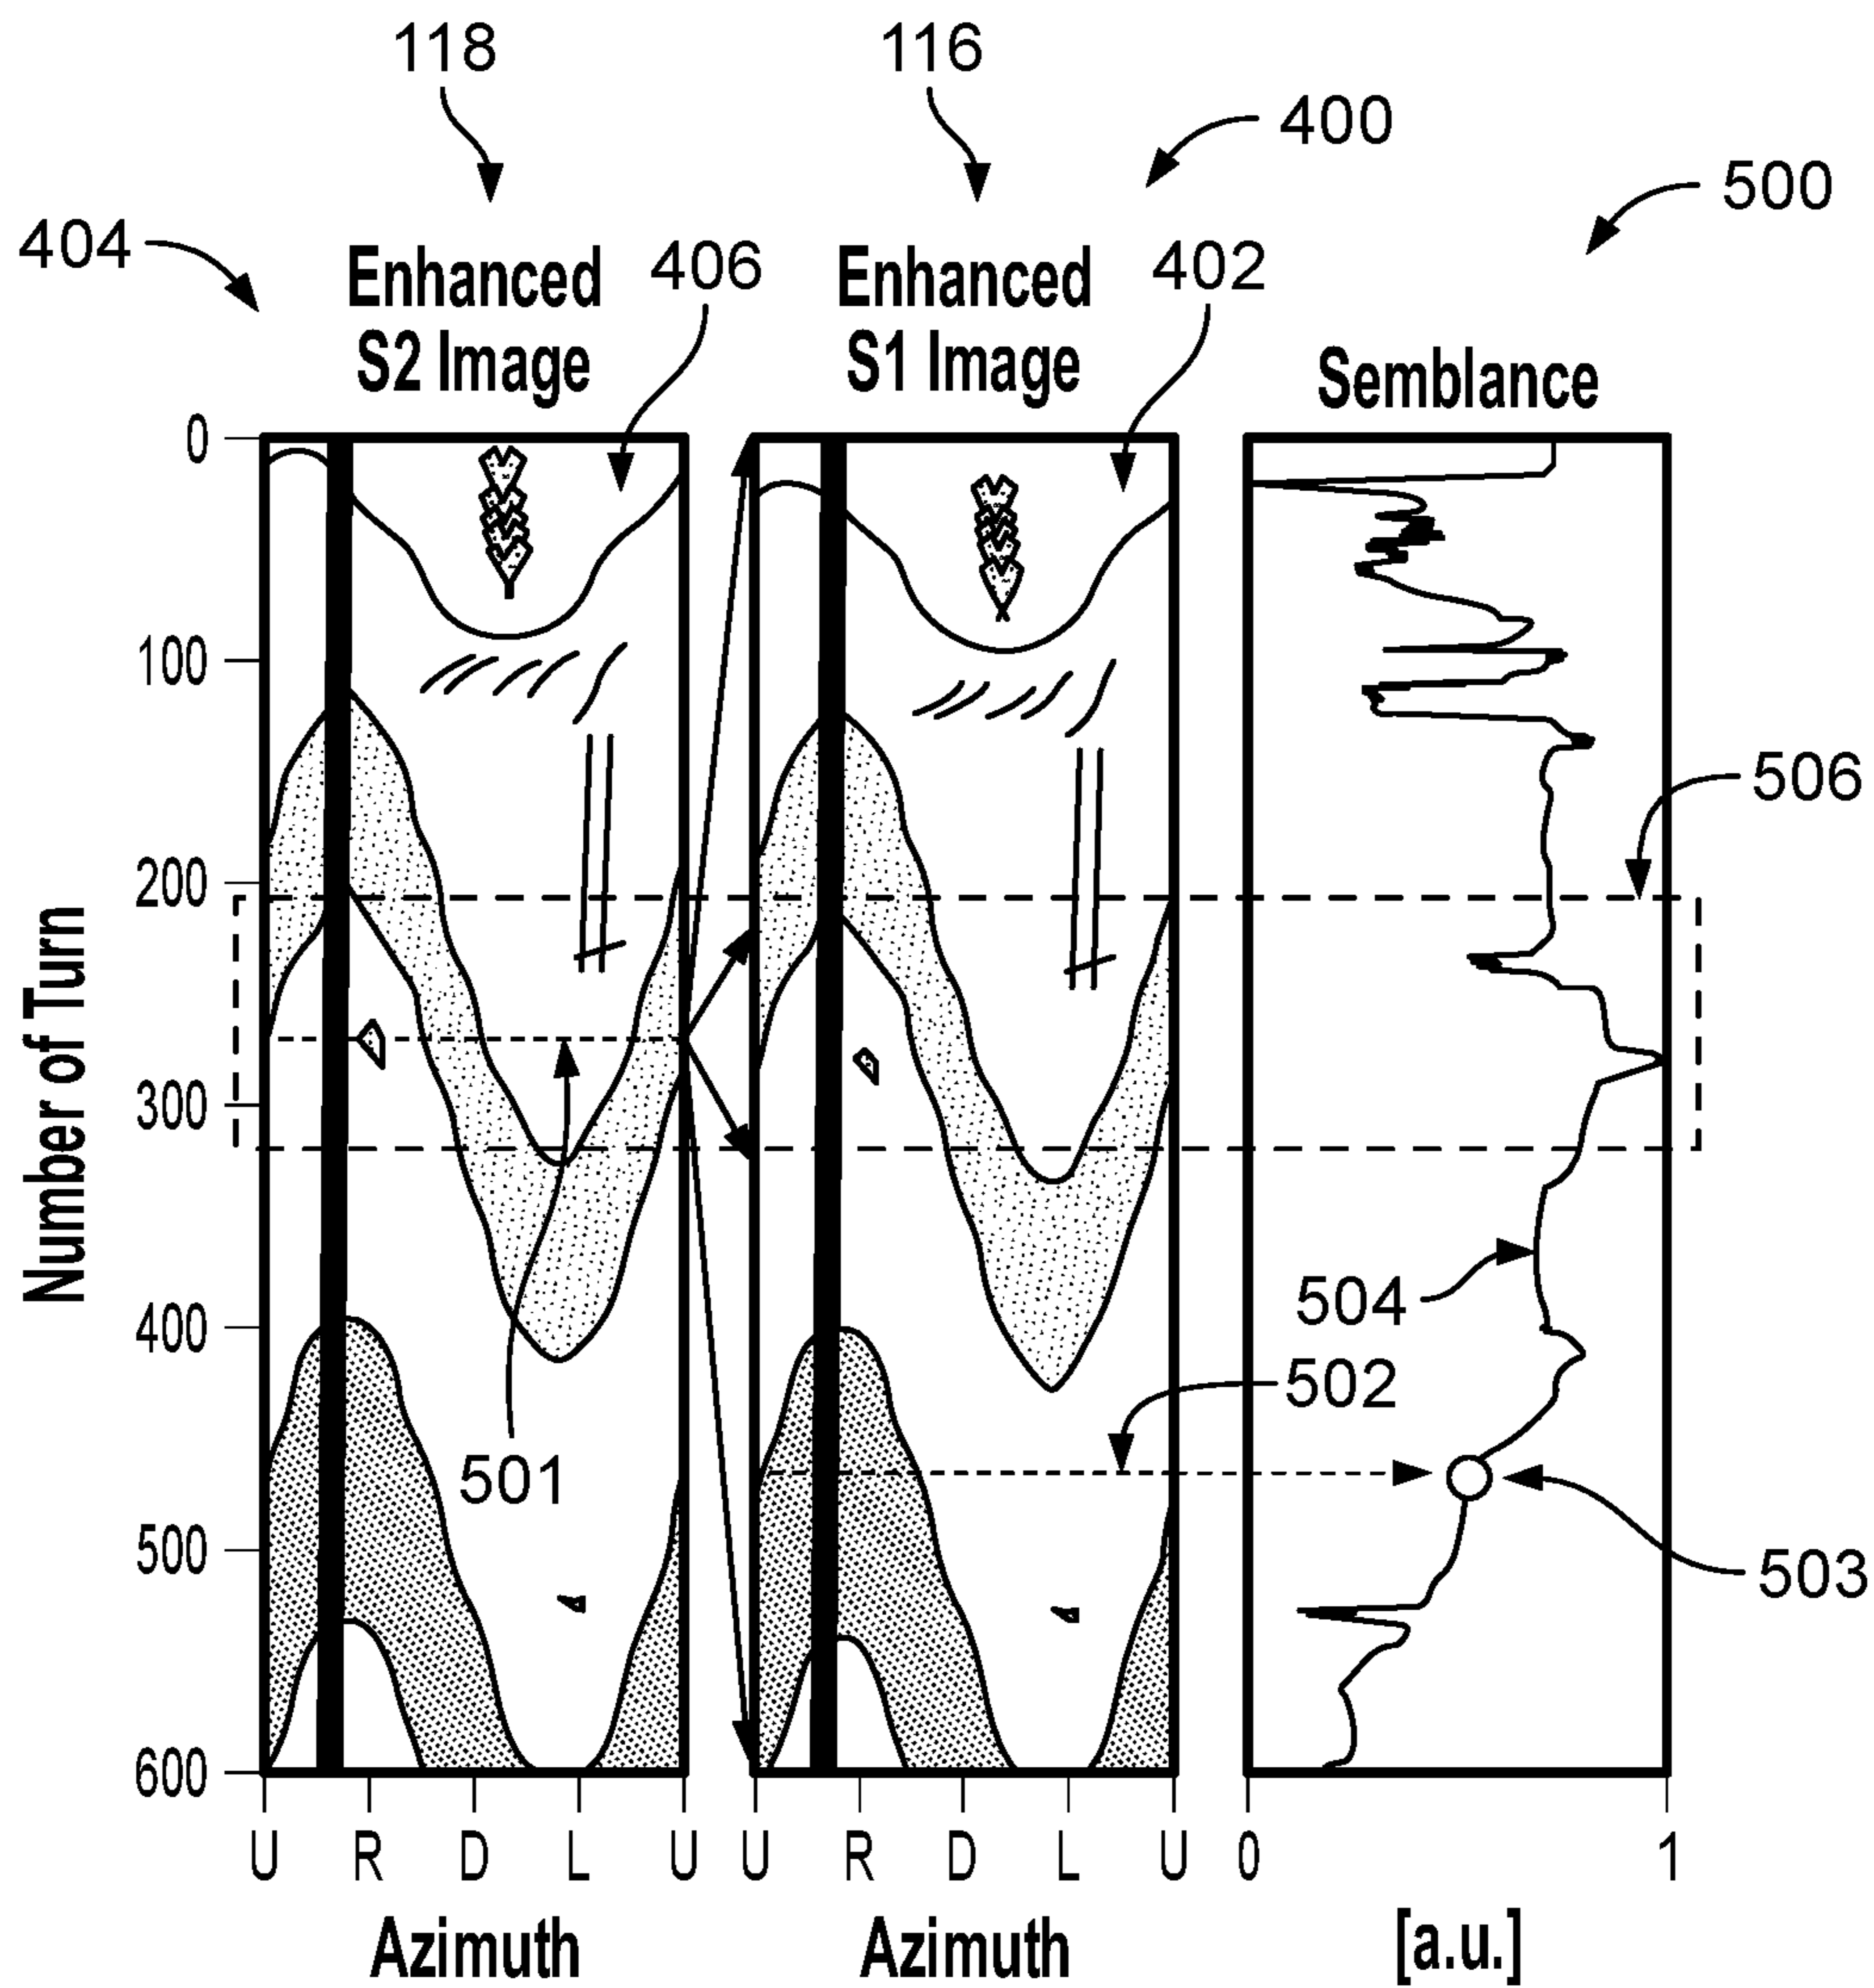 118
116
400
500
404
Enhanced
S2 Image
406
Enhanced
S1 Image
402
Semblance
0
100
200
300
400
500
600
Number of Turn
506
504
502
501
503
U R D L U
U R D L U
0 1
Azimuth
Azimuth
[a.u.]